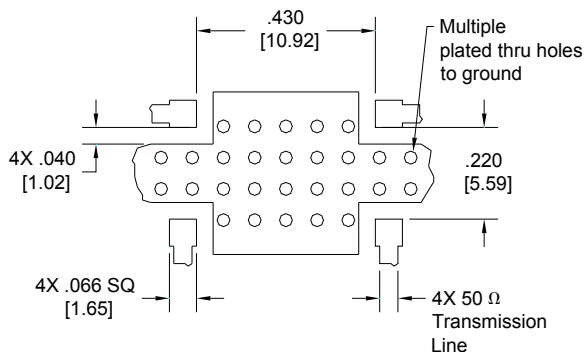 .430
[10.92]
Multiple
plated thru holes
to ground
4X .040
[1.02]
.220
[5.59]
4X .066 SQ
[1.65]
4X 50 Ω
Transmission
Line